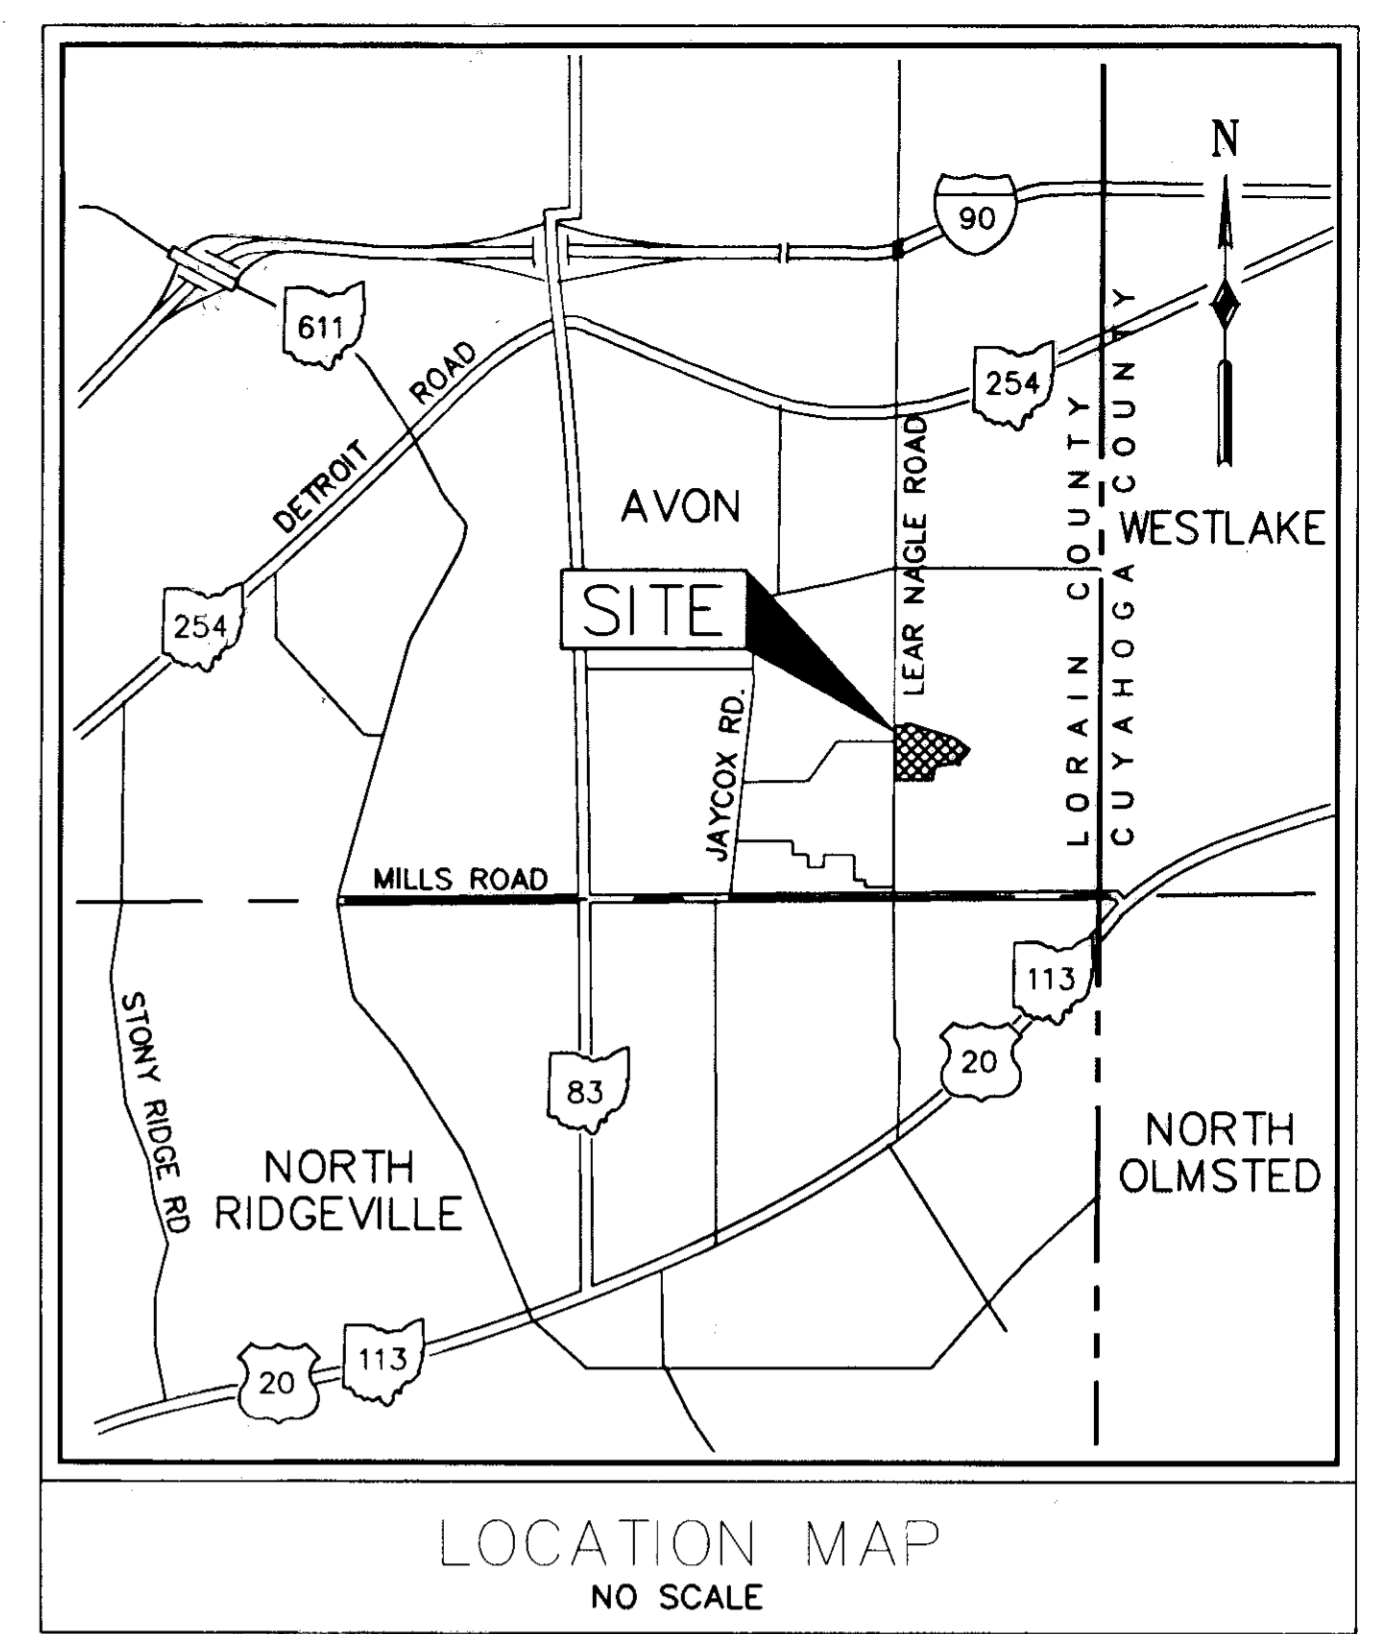 N
90
611
254
DETROIT ROAD
LEAR NAGLE ROAD
LORAIN COUNTY
CUYAHOGA COUNTY
AVON
WESTLAKE
SITE
254
JAYCOX RD.
MILLS ROAD
113
20
STONY RIDGE RD
83
NORTH
RIDGEVILLE
NORTH
OLMSTED
113
20
LOCATION MAP
NO SCALE